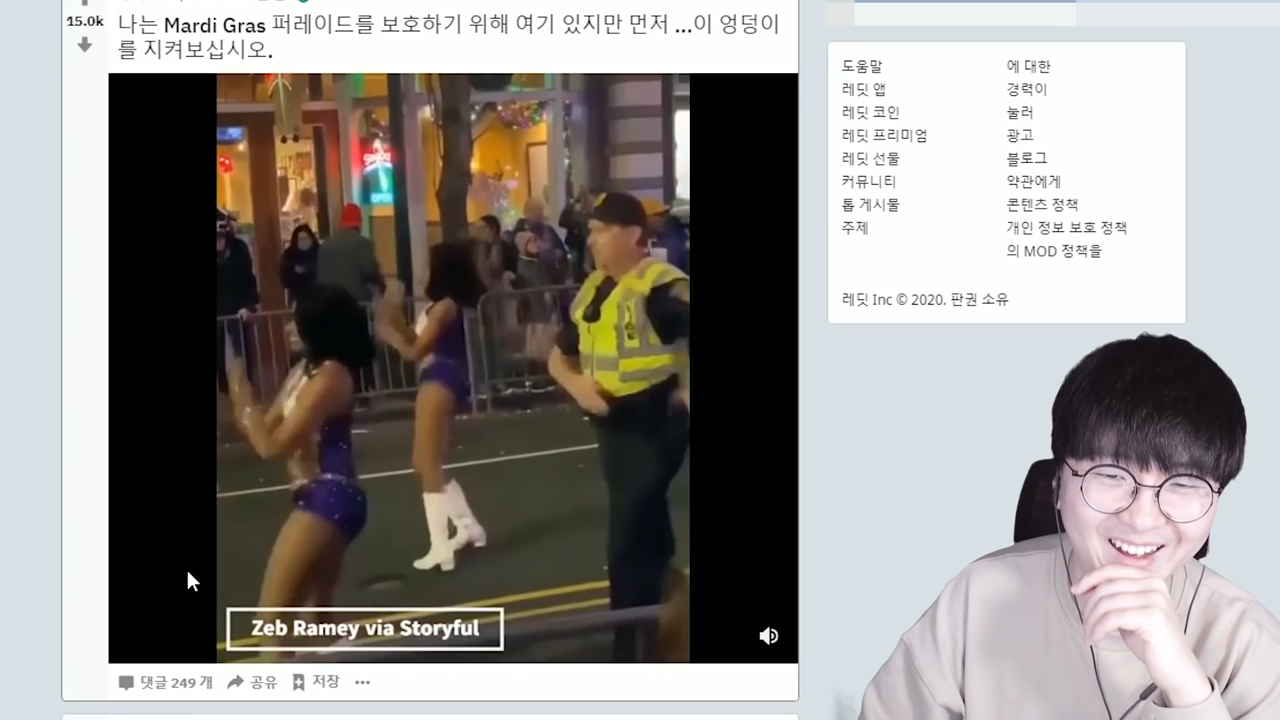 15.0k
나는 Mardi Gras 퍼레이드를 보호하기 위해 여기 있지만 먼저 ...이 엉덩이
를 지켜보십시오.
OPEN
Zeb Ramey via Storyful
댓글 249 개
공유
저장
도움말
에 대한
레딧 앱
경력이
레딧 코인
눌러
레딧 프리미엄
광고
레딧 선물
블로그
커뮤니티
약관에게
톱 게시물
콘텐츠 정책
주제
개인 정보 보호 정책
의 MOD 정책을
레딧 Inc © 2020. 판권 소유